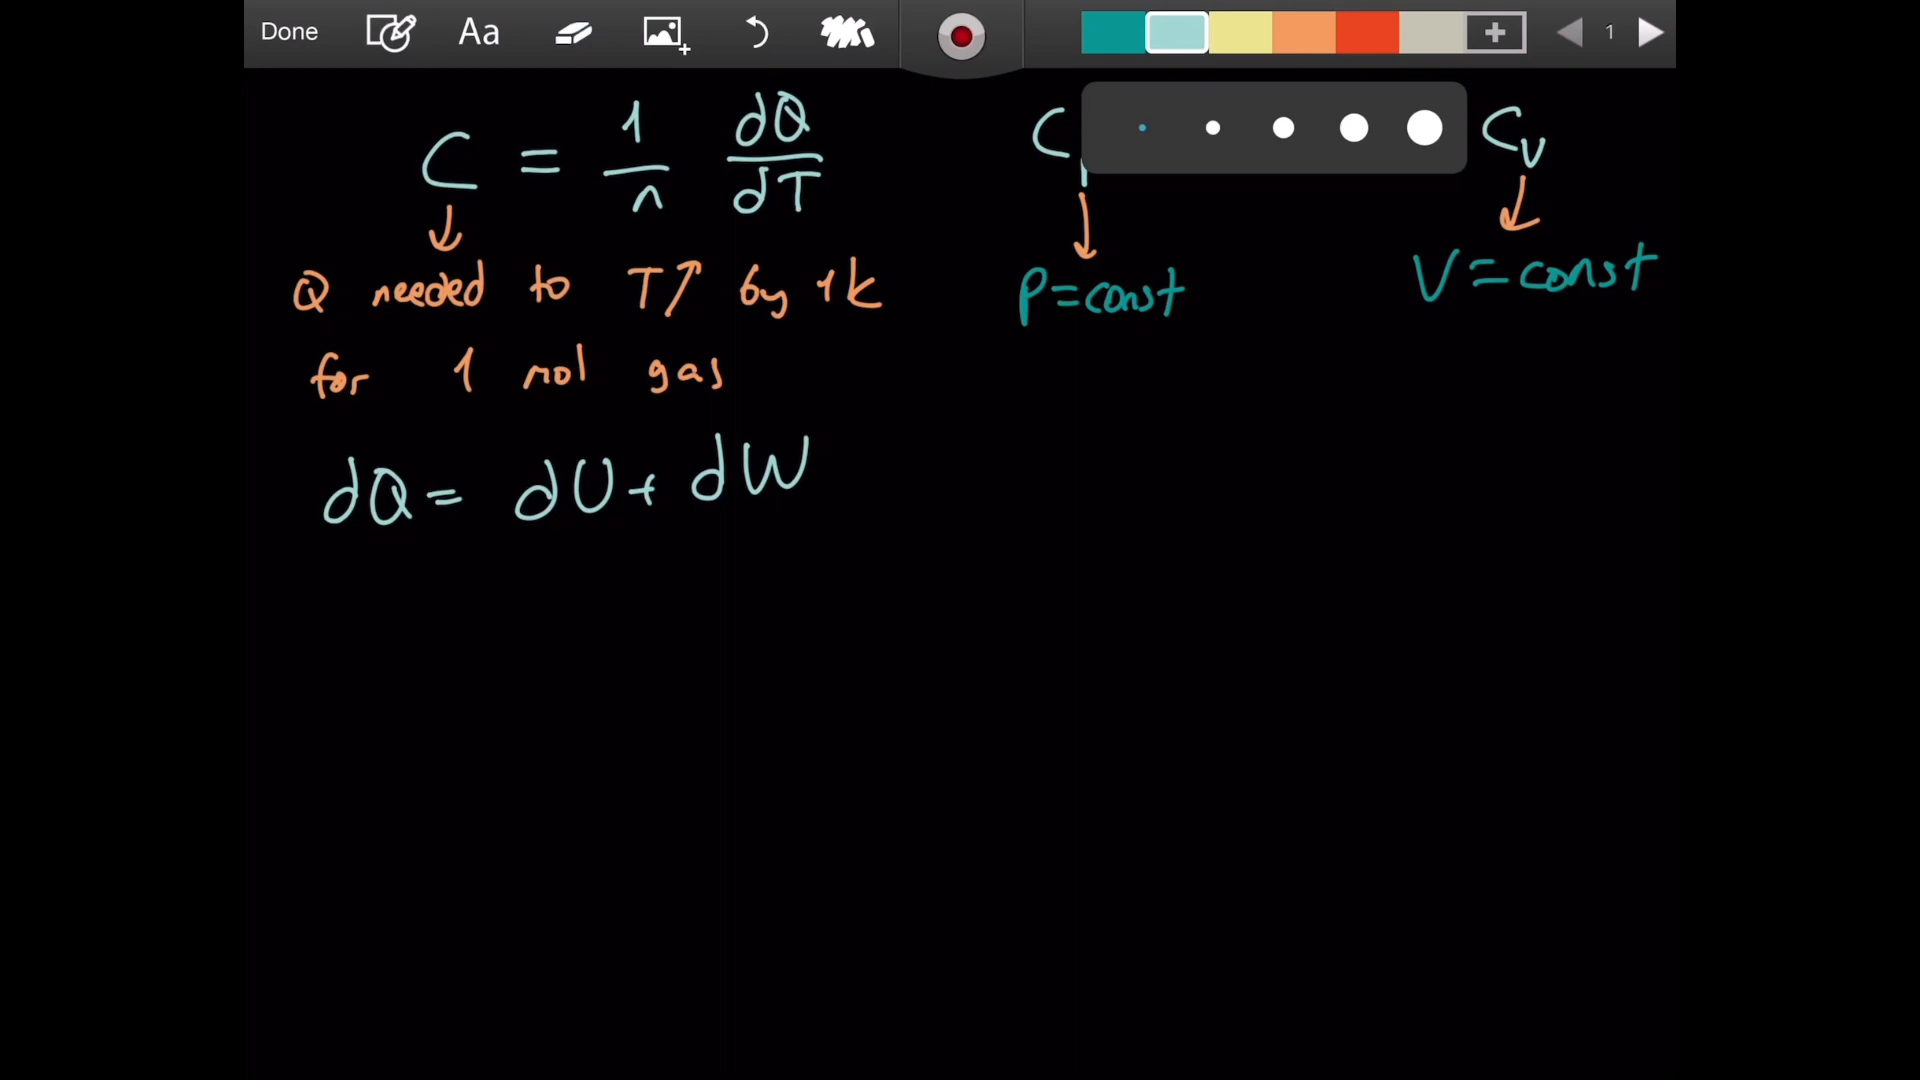 Done Aa 1
C = 1/n dQ/dT
C C_V
Q needed to T↗ by 1k
P = const
V = const
for 1 mol gas
dQ = dU + dW